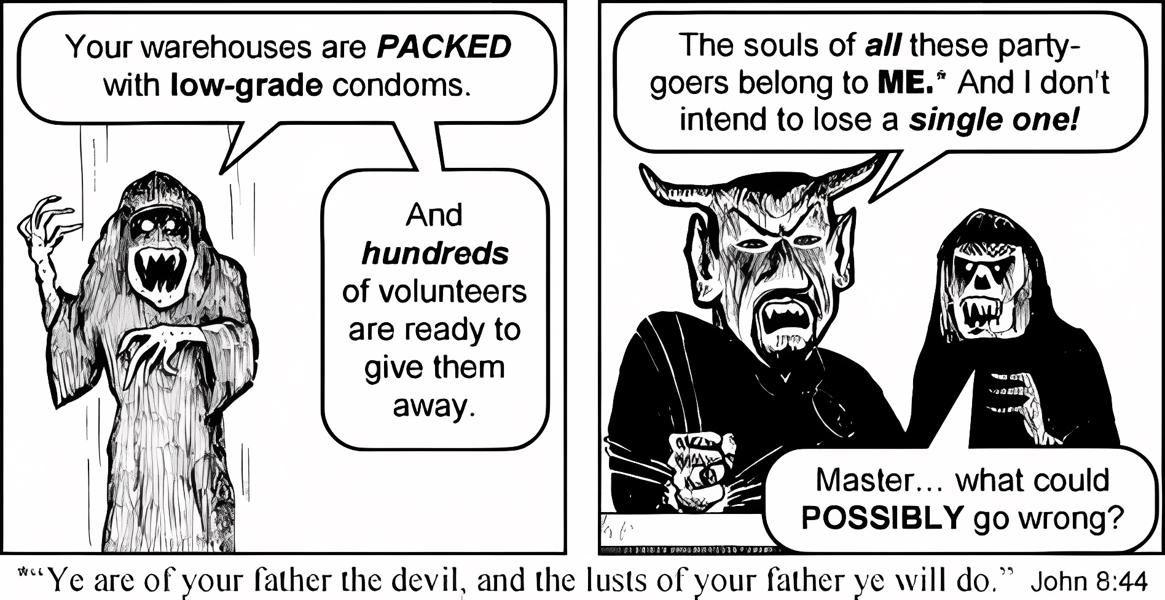 Your warehouses are PACKED
with low-grade condoms.
And
hundreds
of volunteers
are ready to
give them
away.
The souls of all these party-
goers belong to ME.* And I don't
intend to lose a single one!
Master... what could
POSSIBLY go wrong?
*“Ye are of your father the devil, and the lusts of your father ye will do.” John 8:44